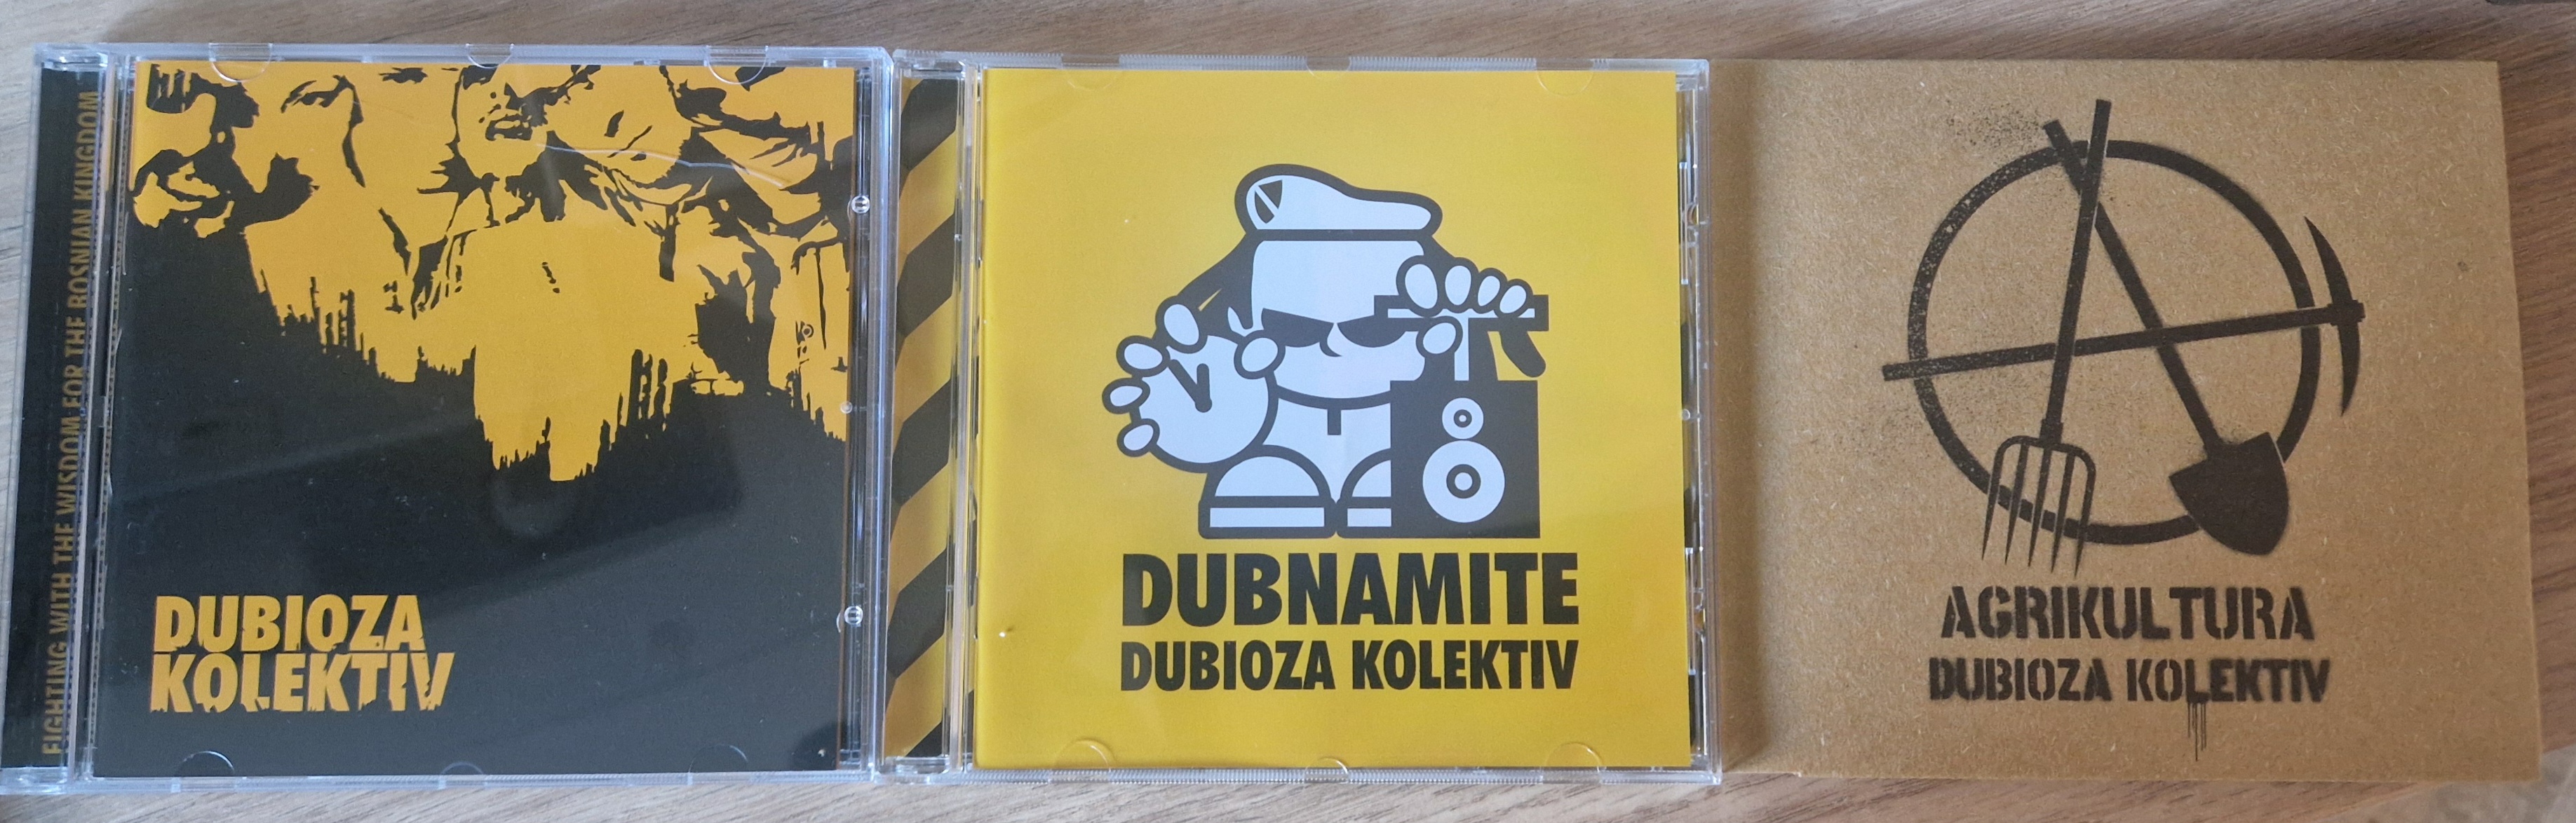 FIGHTING WITH THE WISDOM FOR THE BOSNIAN KINGDOM
DUBIOZA
KOLEKTIV
DUBNAMITE
DUBIOZA KOLEKTIV
AGRIKULTURA
DUBIOZA KOLEKTIV